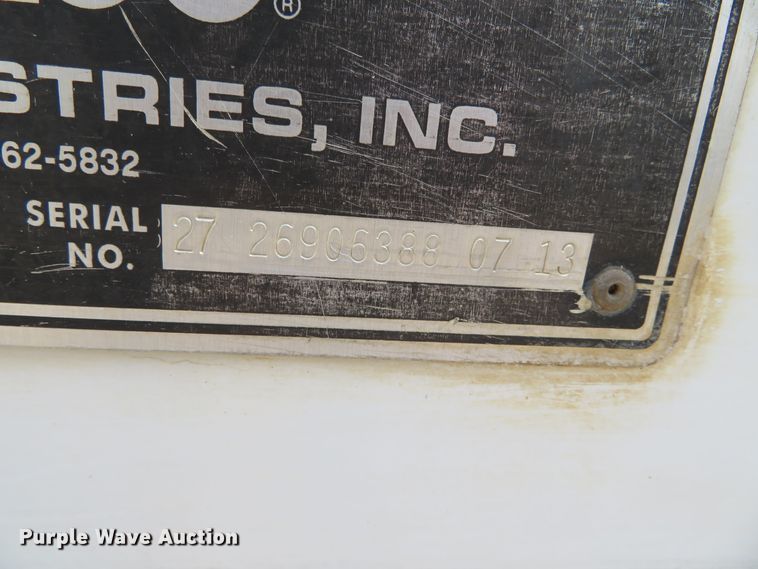 ®
STRIES, INC.
62-5832
SERIAL
NO.
27 26906388 07 13
Purple Wave Auction